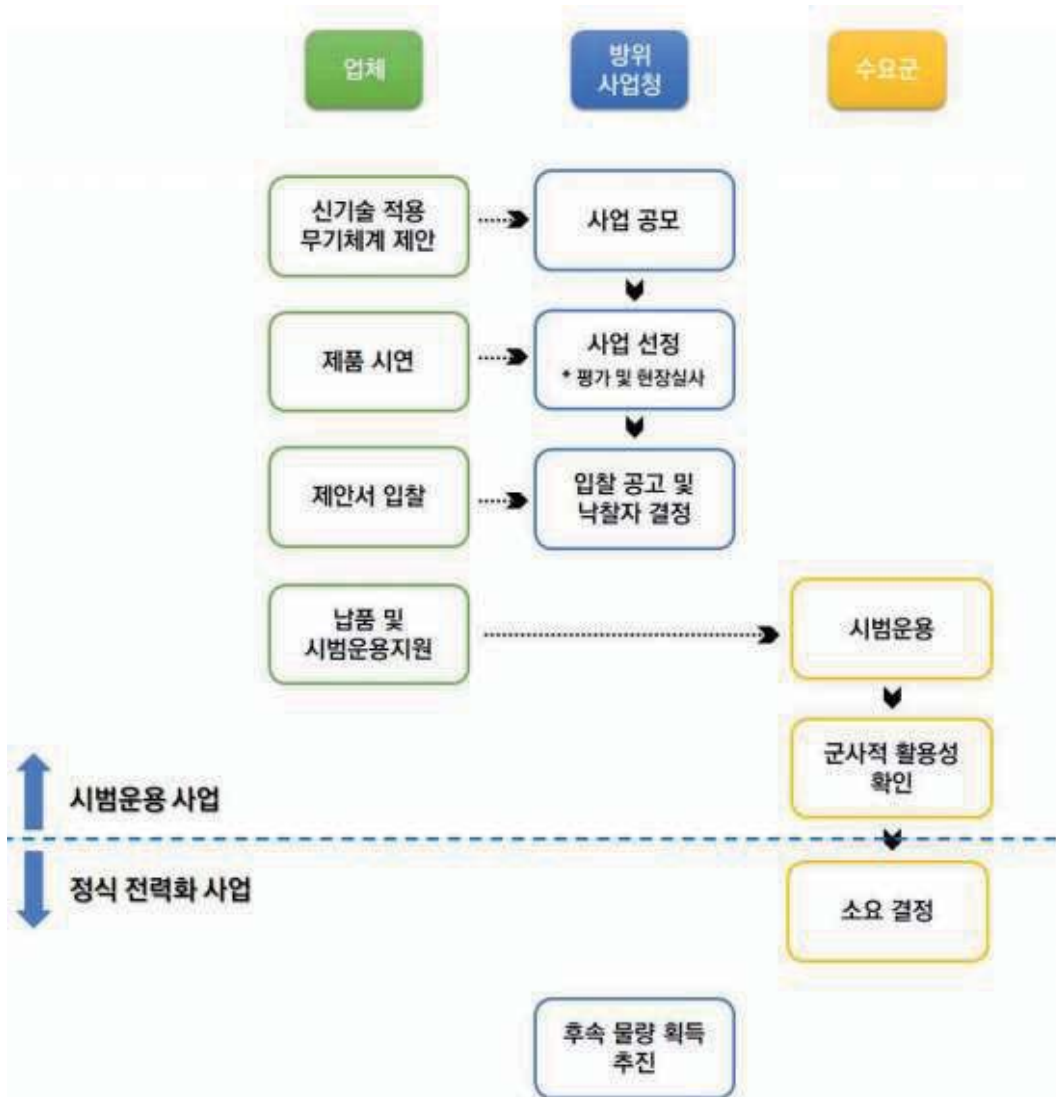 업체
방위
사업청
수요군
신기술 적용
무기체계 제안
사업 공모
제품 시연
사업 선정
* 평가 및 현장실사
제안서 입찰
입찰 공고 및
낙찰자 결정
납품 및
시범운용지원
시범운용
군사적 활용성
확인
시범운용 사업
정식 전력화 사업
소요 결정
후속 물량 획득
추진